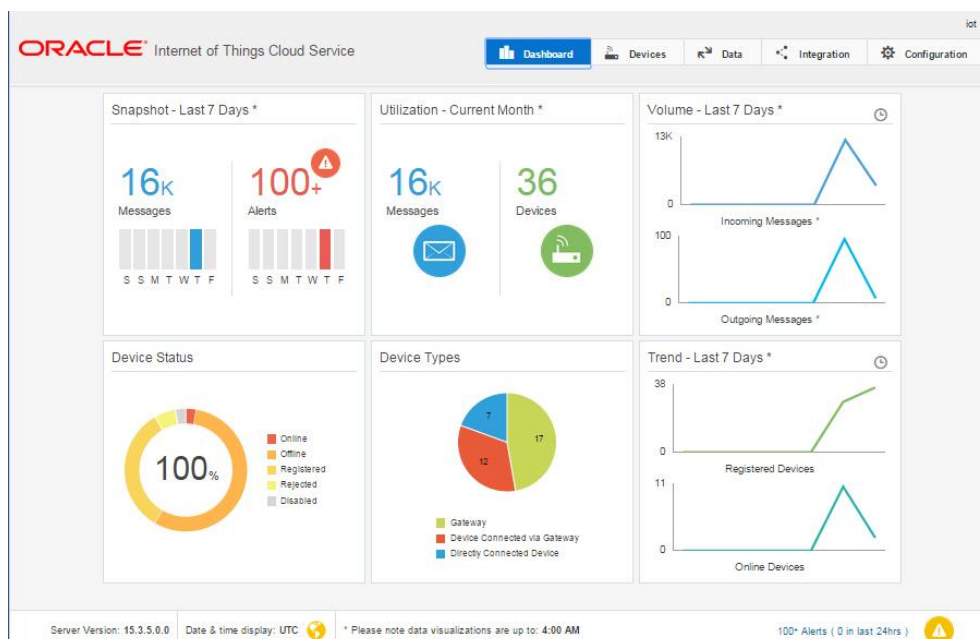 iot
ORACLE® Internet of Things Cloud Service
Dashboard
Devices
Data
Integration
Configuration
Snapshot - Last 7 Days *
16K
Messages
S S M T W T F
100+
Alerts
S S M T W T F
Utilization - Current Month *
16K
Messages
36
Devices
Volume - Last 7 Days *
13K
0
Incoming Messages *
100
0
Outgoing Messages *
Device Status
100%
Online
Offline
Registered
Rejected
Disabled
Device Types
7
17
12
Gateway
Device Connected via Gateway
Directly Connected Device
Trend - Last 7 Days *
38
0
Registered Devices
11
0
Online Devices
Server Version: 15.3.5.0.0
Date & time display: UTC
* Please note data visualizations are up to: 4:00 AM
100+ Alerts ( 0 in last 24hrs )